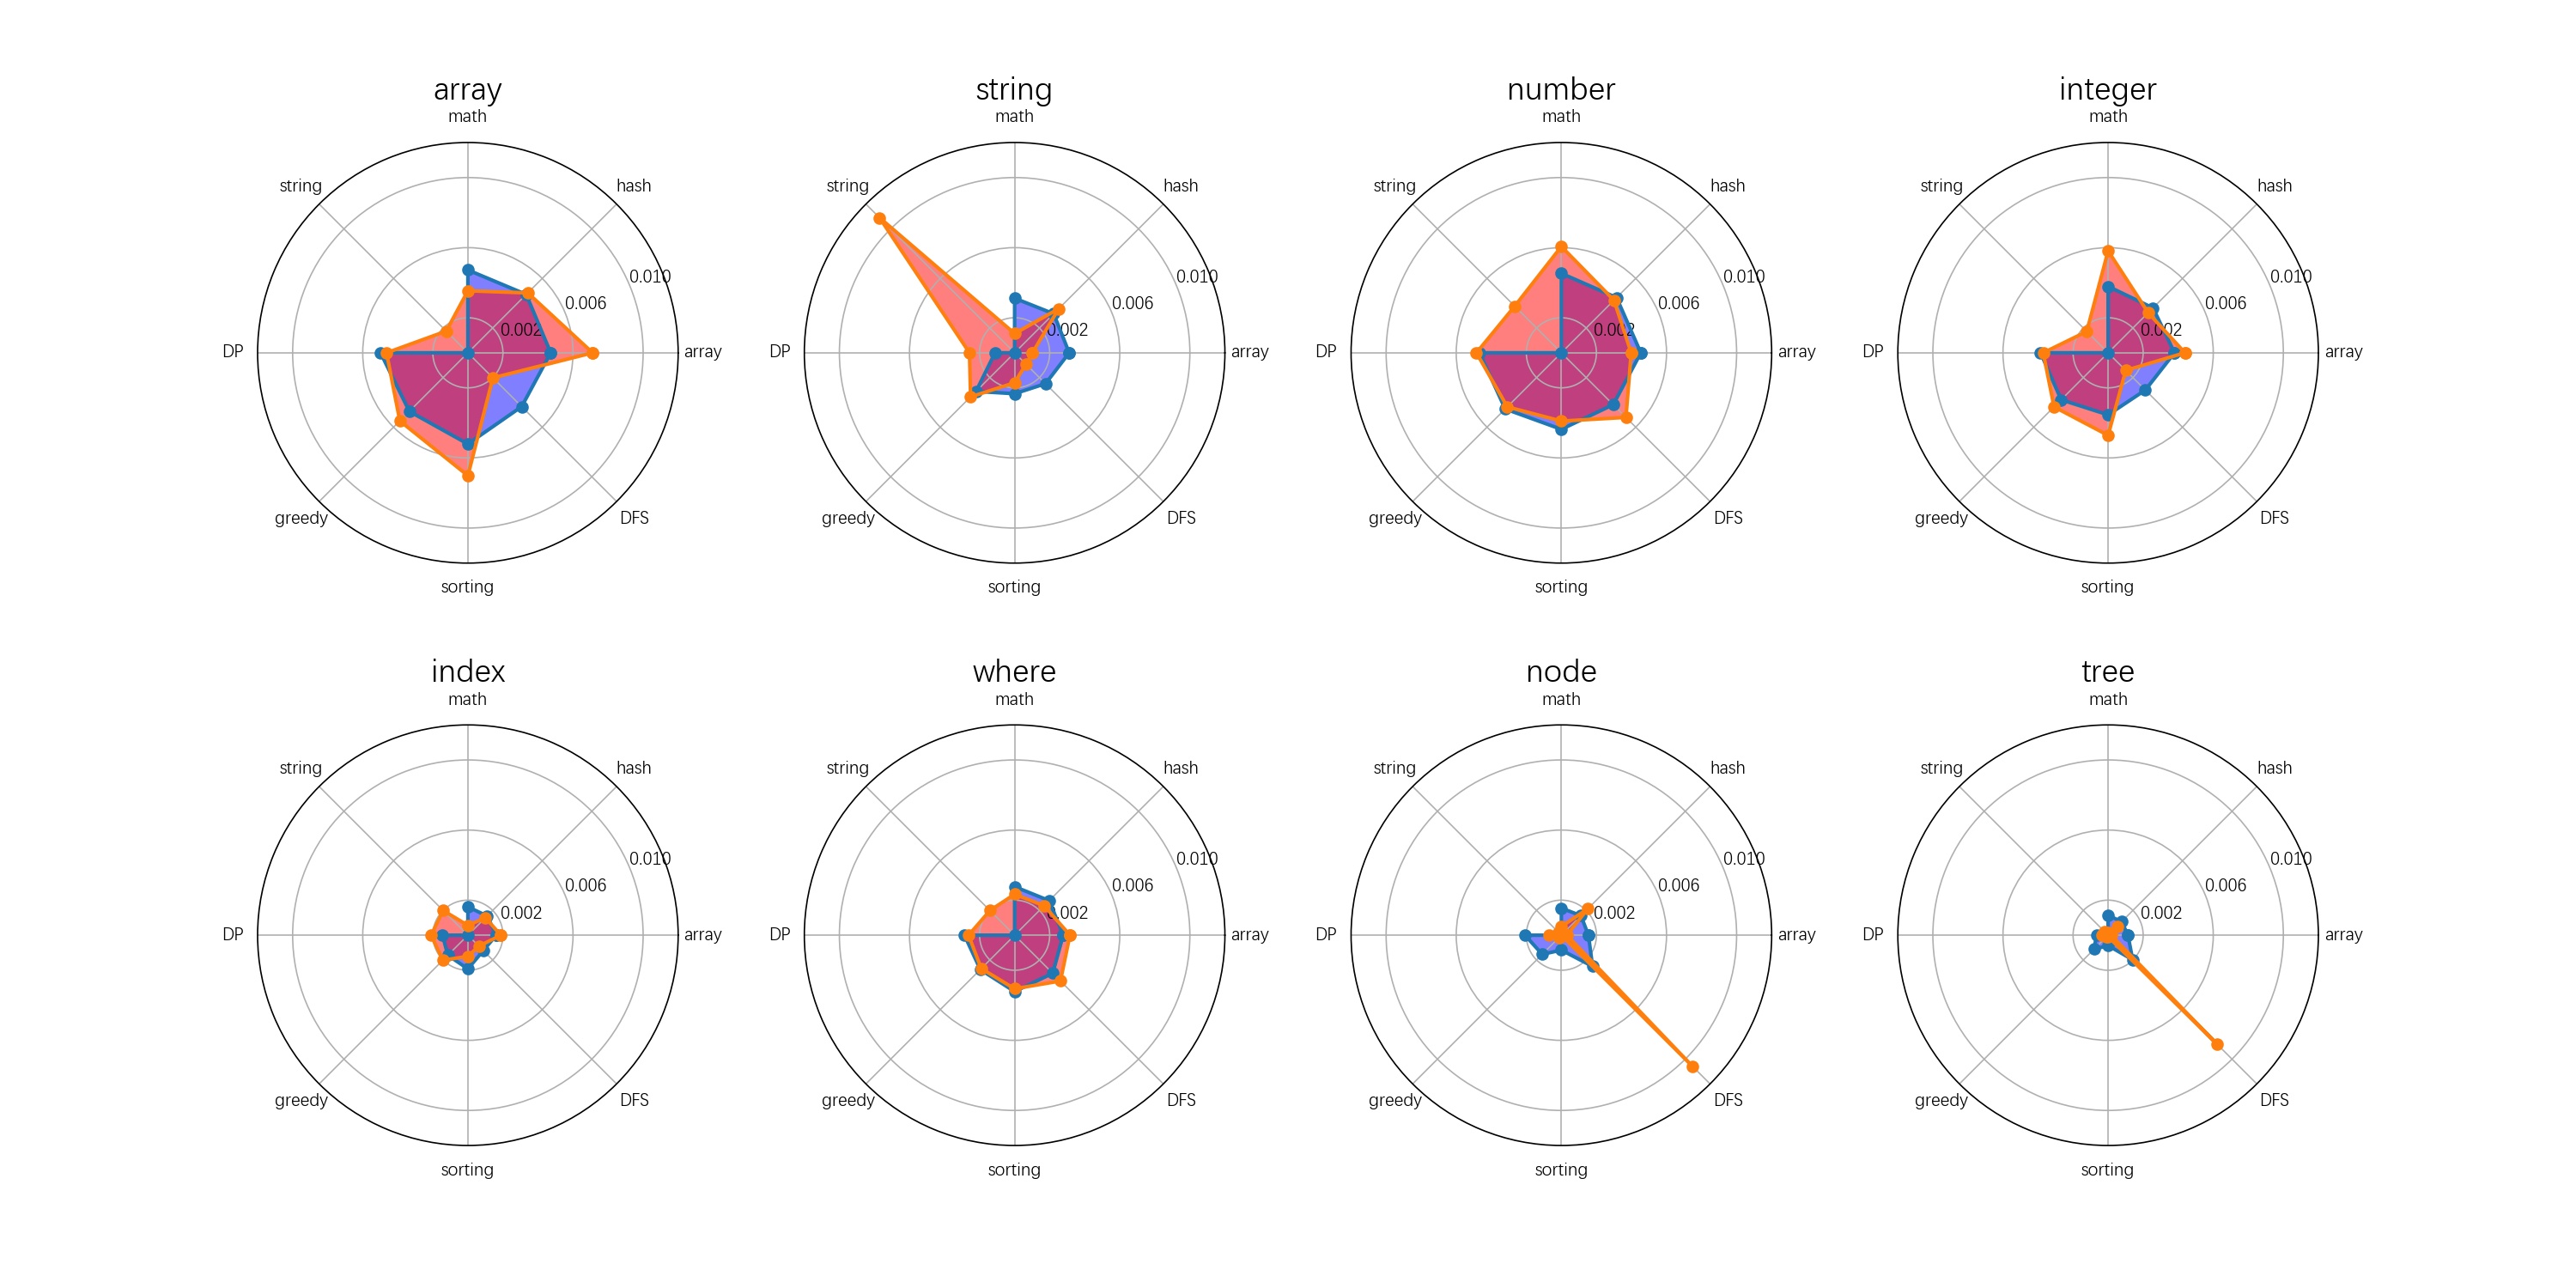 array
math
string
hash
0.010
0.006
0.002
DP
array
greedy
DFS
sorting
string
math
string
hash
0.010
0.006
0.002
DP
array
greedy
DFS
sorting
number
math
string
hash
0.010
0.006
0.002
DP
array
greedy
DFS
sorting
integer
math
string
hash
0.010
0.006
0.002
DP
array
greedy
DFS
sorting
index
math
string
hash
0.010
0.006
0.002
DP
array
greedy
DFS
sorting
where
math
string
hash
0.010
0.006
0.002
DP
array
greedy
DFS
sorting
node
math
string
hash
0.010
0.006
0.002
DP
array
greedy
DFS
sorting
tree
math
string
hash
0.010
0.006
0.002
DP
array
greedy
DFS
sorting